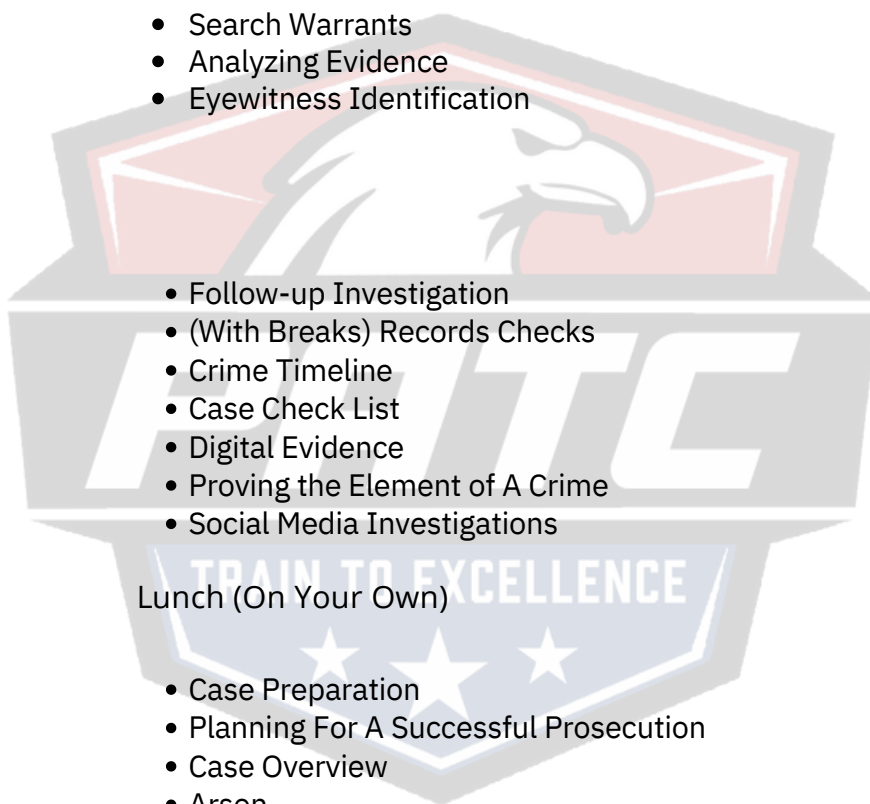 • Search Warrants
• Analyzing Evidence
• Eyewitness Identification
• Follow-up Investigation
• (With Breaks) Records Checks
• Crime Timeline
• Case Check List
• Digital Evidence
• Proving the Element of A Crime
• Social Media Investigations
PATC
TRAIN TO EXCELLENCE
Lunch (On Your Own)
• Case Preparation
• Planning For A Successful Prosecution
• Case Overview
• Arson